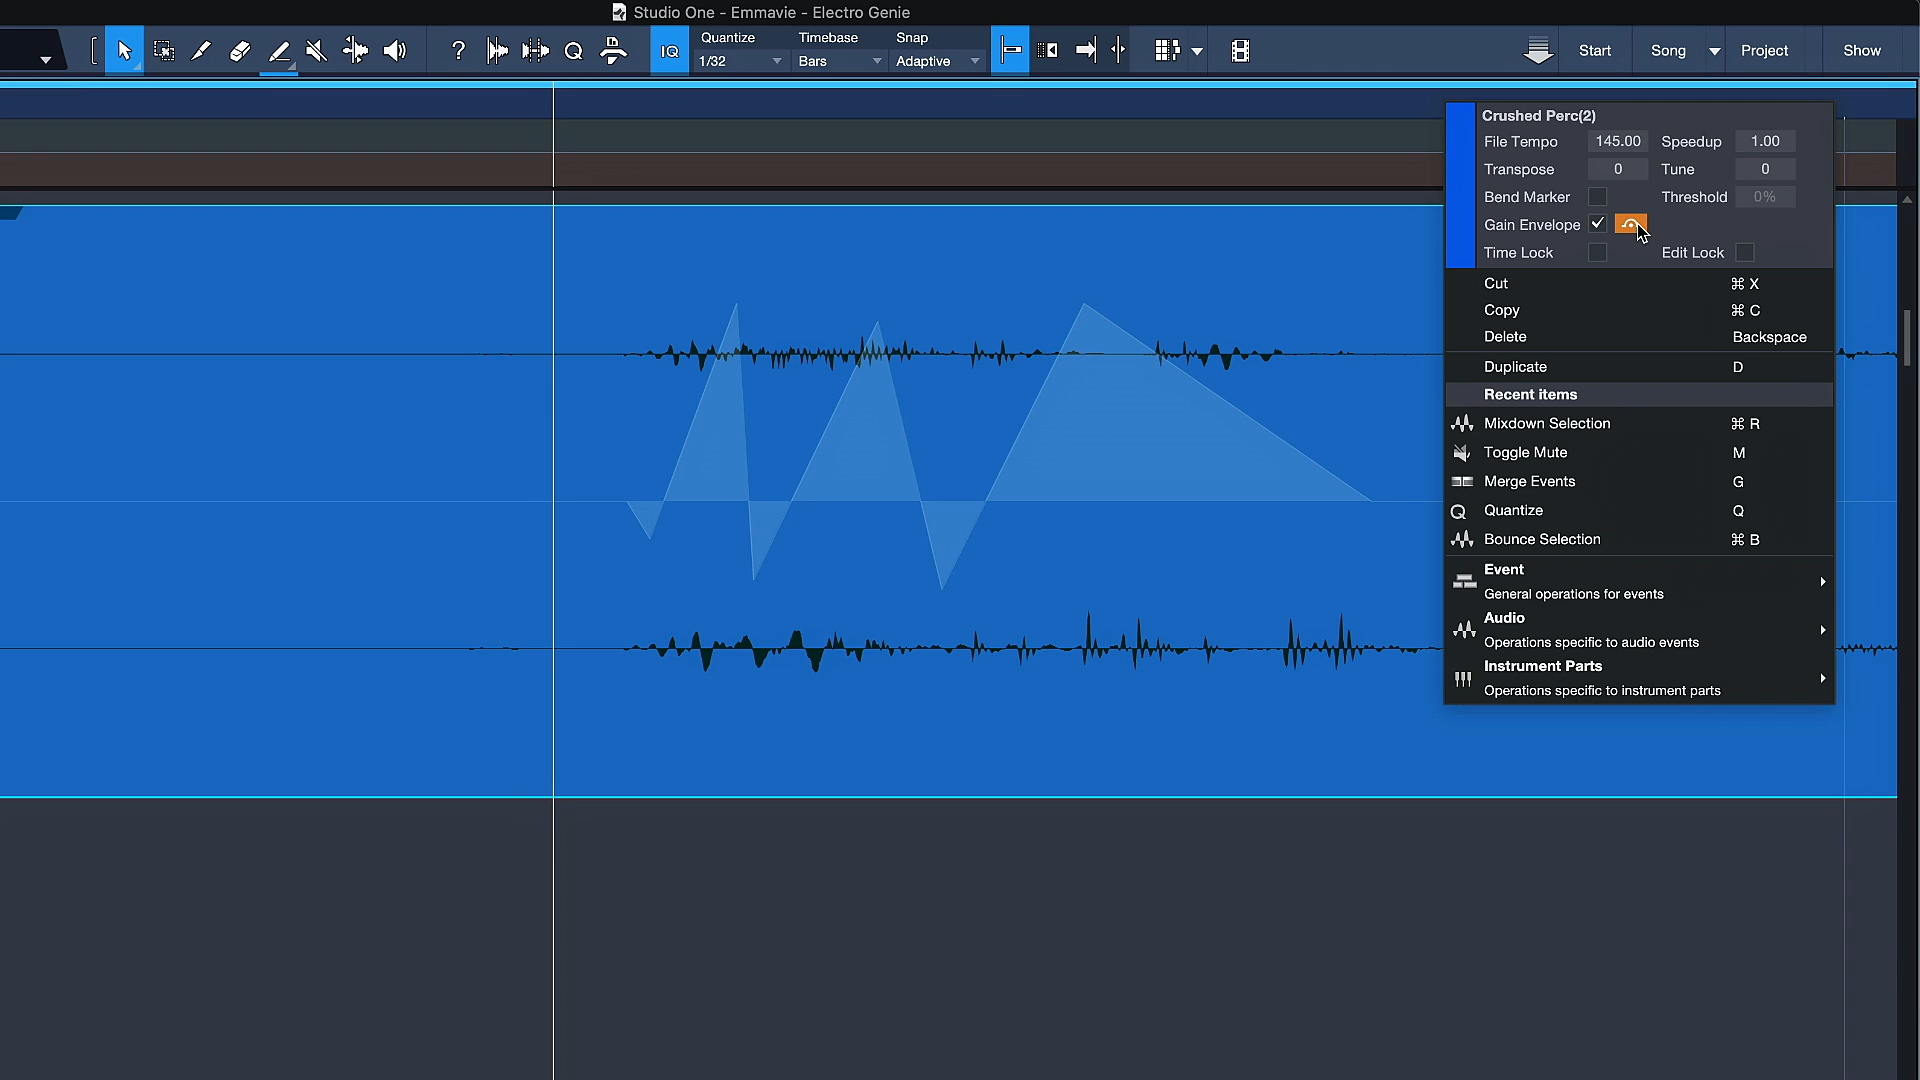 Studio One - Emmavie - Electro Genie
IQ
Quantize Timebase Snap
1/32 Bars Adaptive
Start Song Project Show
Crushed Perc(2)
File Tempo 145.00 Speedup 1.00
Transpose 0 Tune 0
Bend Marker Threshold 0%
Gain Envelope
Time Lock Edit Lock
Cut ⌘ X
Copy ⌘ C
Delete Backspace
Duplicate D
Recent items
Mixdown Selection ⌘ R
Toggle Mute M
Merge Events G
Quantize Q
Bounce Selection ⌘ B
Event
General operations for events
Audio
Operations specific to audio events
Instrument Parts
Operations specific to instrument parts